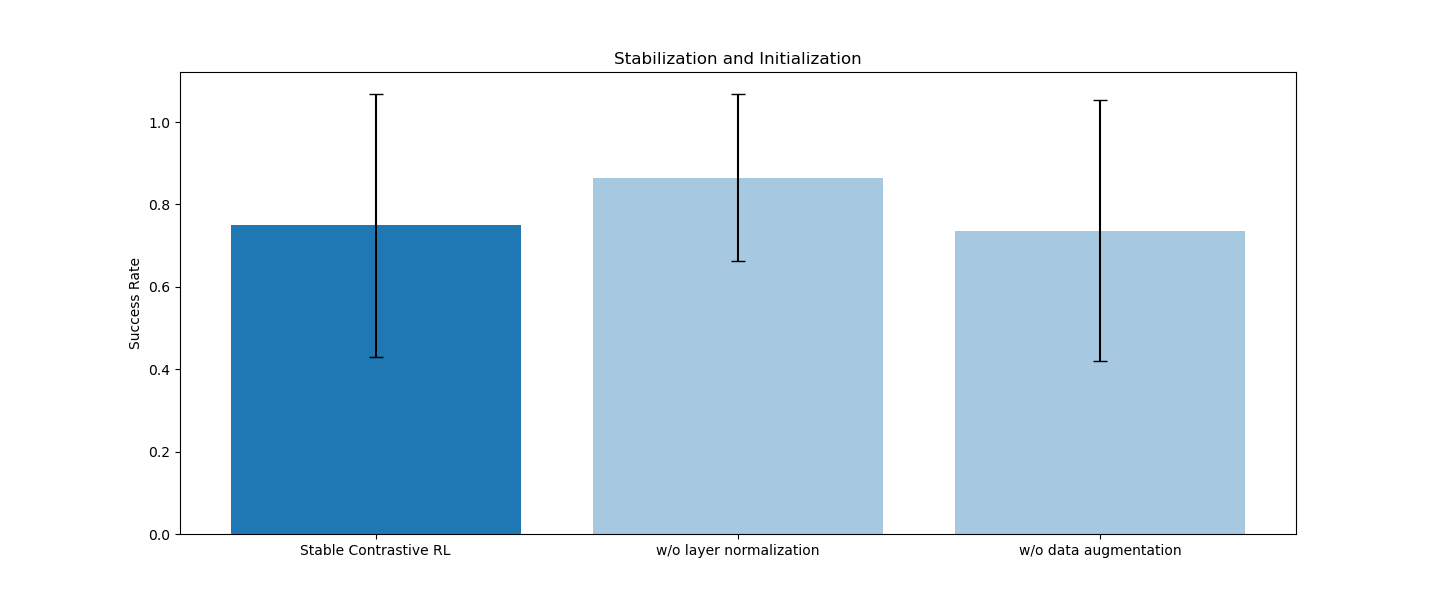 Stabilization and Initialization
1.0
0.8
0.6
0.4
0.2
0.0
Success Rate
Stable Contrastive RL
w/o layer normalization
w/o data augmentation